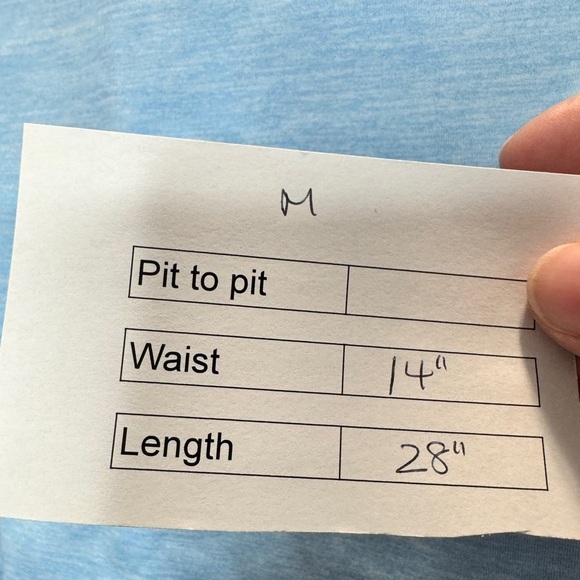 M
Pit to pit
Waist 14"
Length 28"